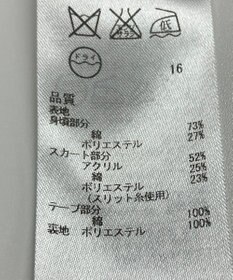 ドライ
16
品質
表地
身頃部分
綿 73%
ポリエステル 27%
スカート部分
アクリル 52%
綿 25%
ポリエステル 23%
(スリット糸使用)
テープ部分
綿 100%
裏地 ポリエステル 100%